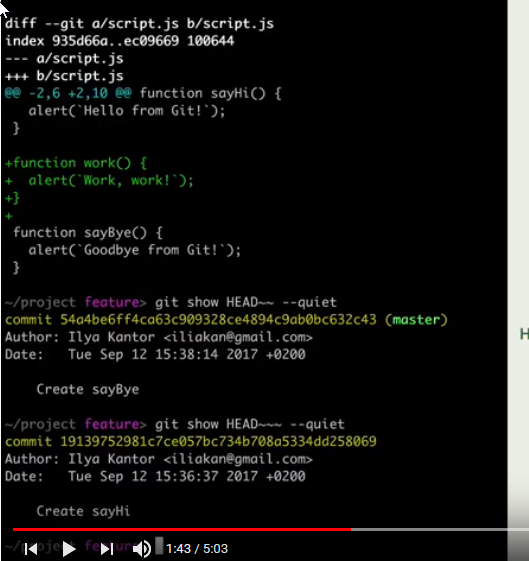 diff --git a/script.js b/script.js
index 935d66a..ec09669 100644
--- a/script.js
+++ b/script.js
@@ -2,6 +2,10 @@ function sayHi() {
   alert(`Hello from Git!`);
 }

+function work() {
+  alert(`Work, work!`);
+}
+
 function sayBye() {
   alert(`Goodbye from Git!`);
 }

~/project feature> git show HEAD~~ --quiet
commit 54a4be6ff4ca63c909328ce4894c9ab0bc632c43 (master)
Author: Ilya Kantor <iliakan@gmail.com>
Date:   Tue Sep 12 15:38:14 2017 +0200

    Create sayBye

~/project feature> git show HEAD~~~ --quiet
commit 19139752981c7ce057bc734b708a5334dd258069
Author: Ilya Kantor <iliakan@gmail.com>
Date:   Tue Sep 12 15:36:37 2017 +0200

    Create sayHi

1:43 / 5:03
H